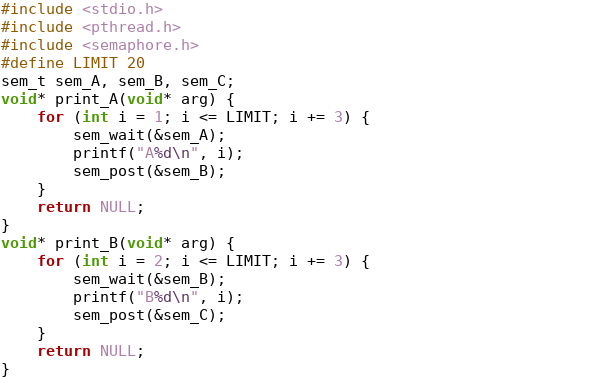 #include <stdio.h>
#include <pthread.h>
#include <semaphore.h>
#define LIMIT 20
sem_t sem_A, sem_B, sem_C;
void* print_A(void* arg) {
    for (int i = 1; i <= LIMIT; i += 3) {
        sem_wait(&sem_A);
        printf("A%d\n", i);
        sem_post(&sem_B);
    }
    return NULL;
}
void* print_B(void* arg) {
    for (int i = 2; i <= LIMIT; i += 3) {
        sem_wait(&sem_B);
        printf("B%d\n", i);
        sem_post(&sem_C);
    }
    return NULL;
}